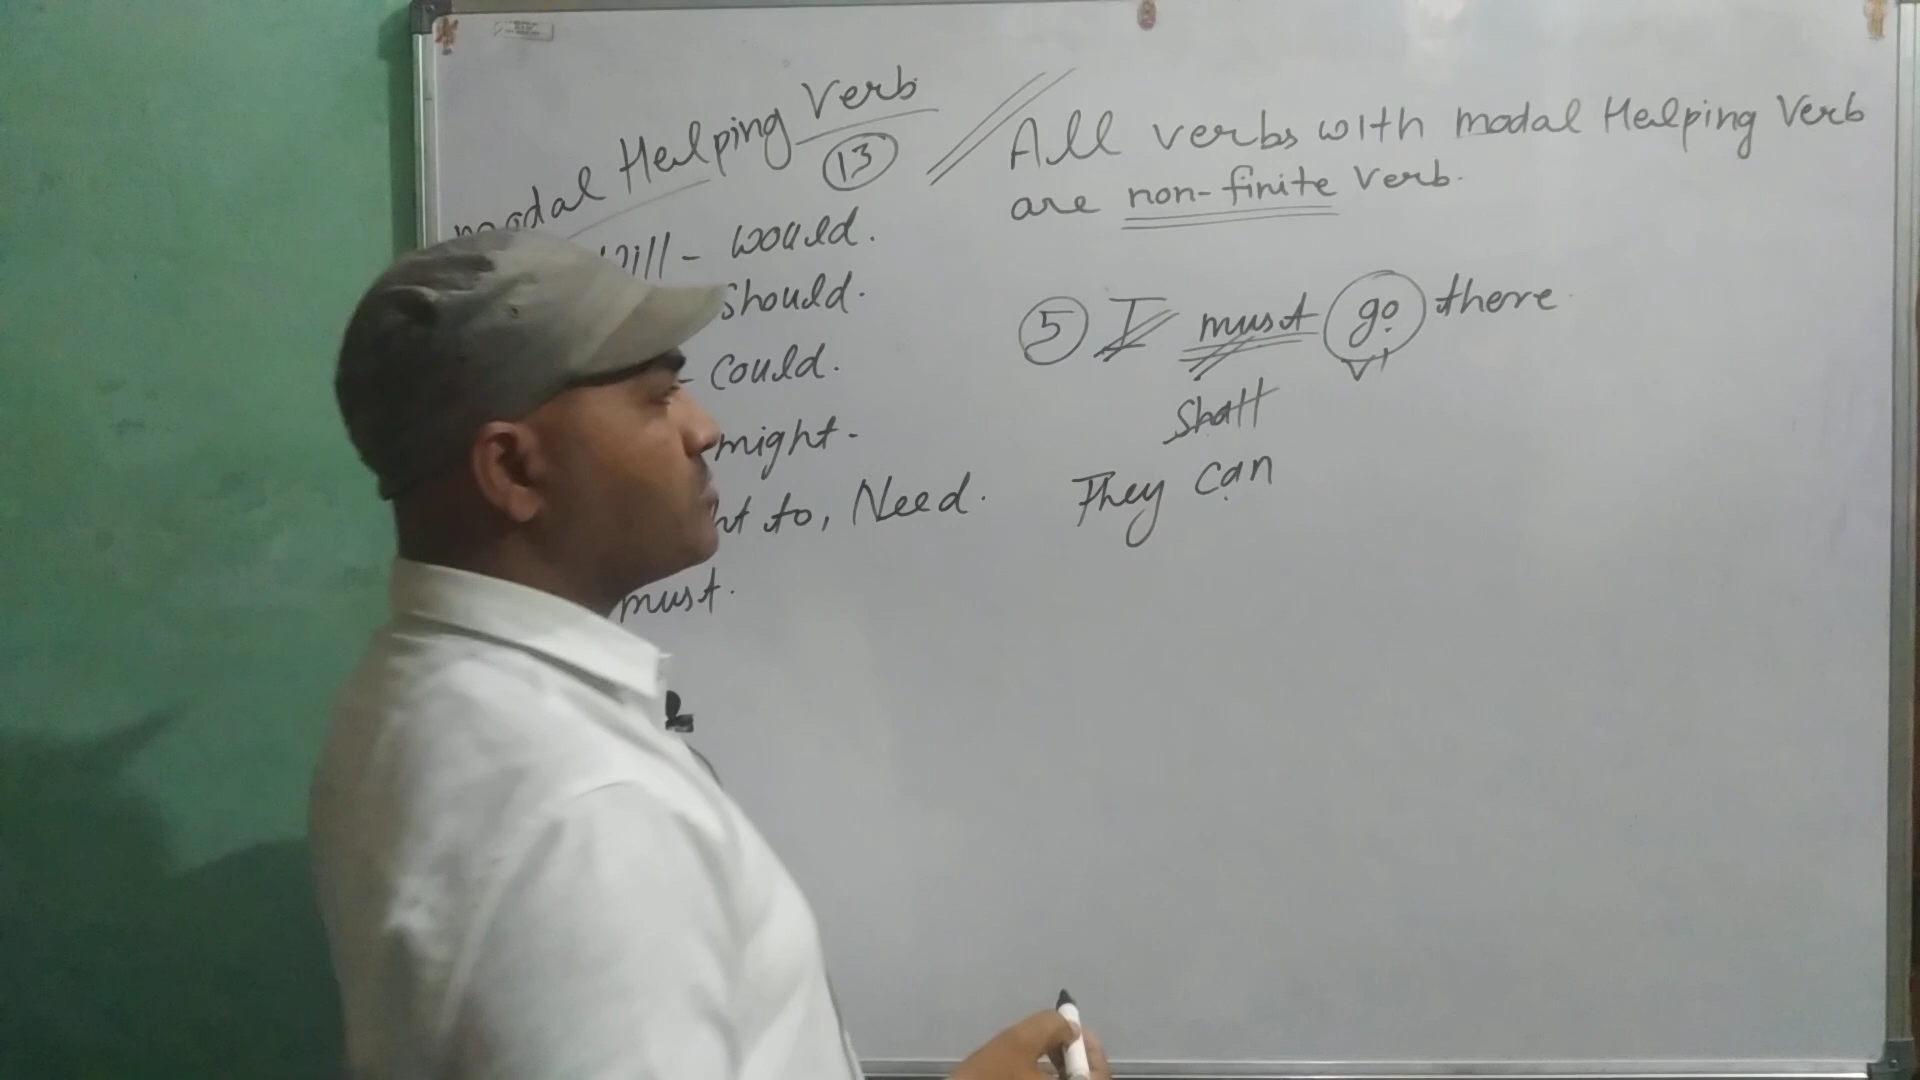 modal Helping Verb
13
will - would.
should.
- could.
might -
to, Need.
must.
All verbs with modal Helping Verb
are non-finite verb.
5 I must go there
V1
Shall
They can